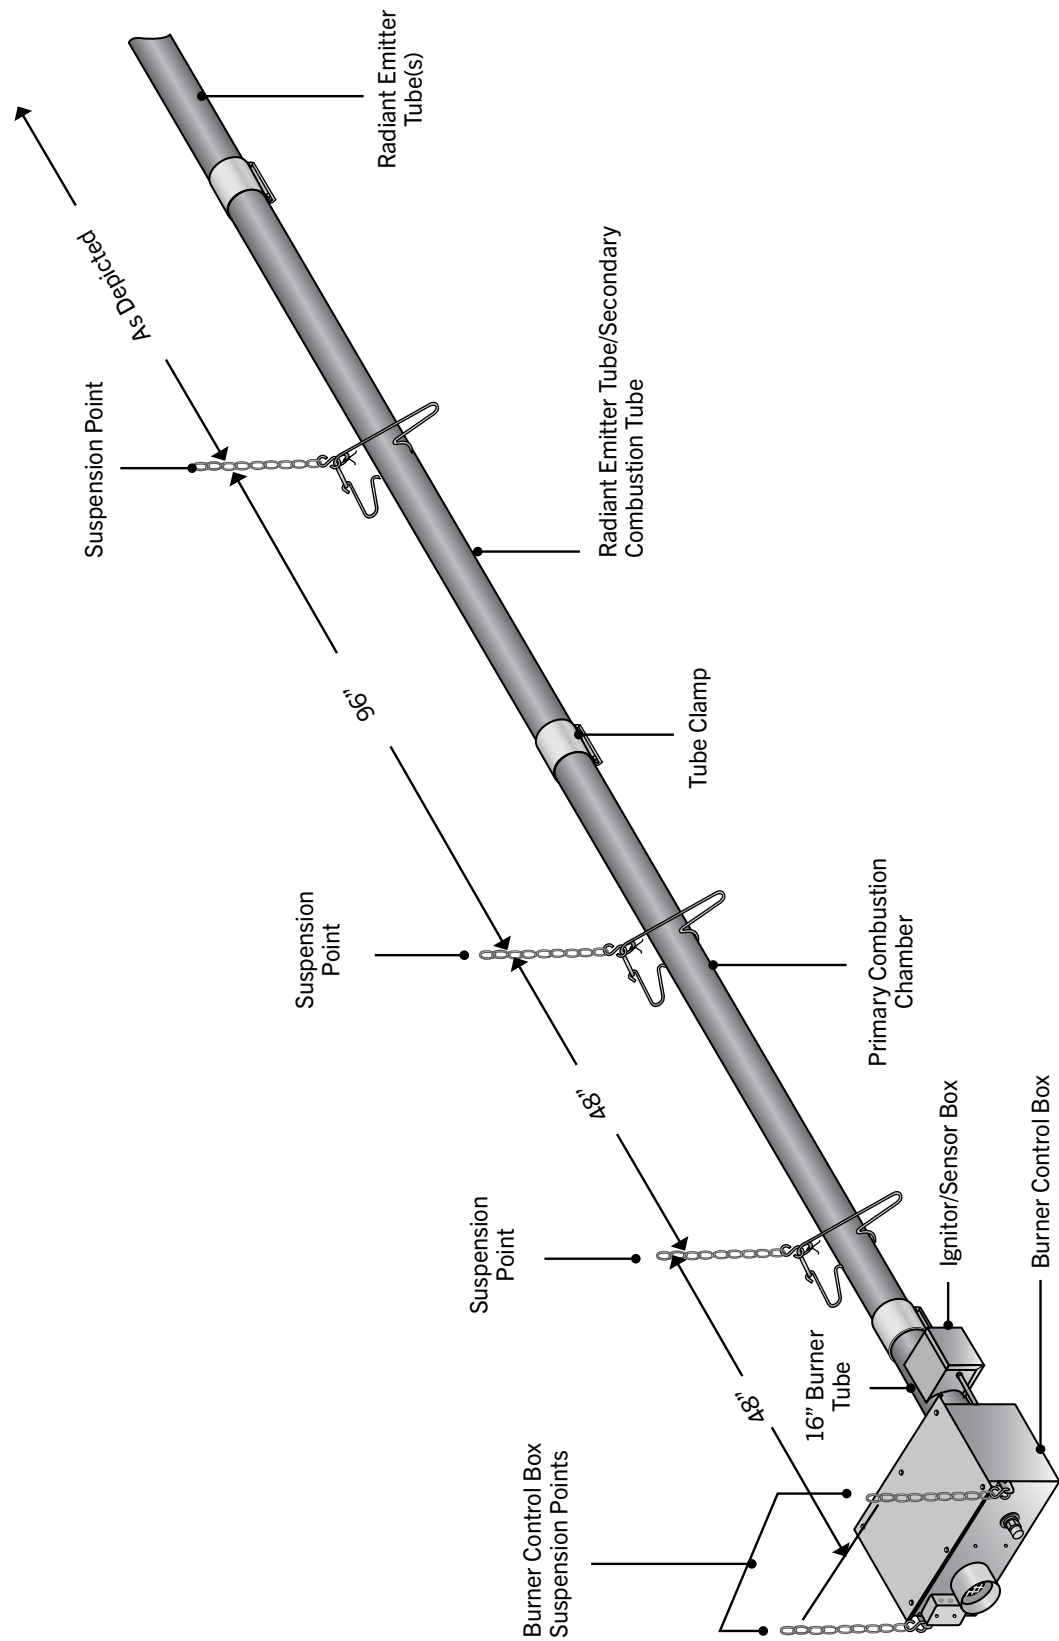 Radiant Emitter
Tube(s)
As Depicted
Suspension Point
Radiant Emitter Tube/Secondary
Combustion Tube
96”
Tube Clamp
Suspension
Point
Primary Combustion
Chamber
48”
Suspension
Point
Ignitor/Sensor Box
Burner Control Box
16” Burner
Tube
48”
Burner Control Box
Suspension Points